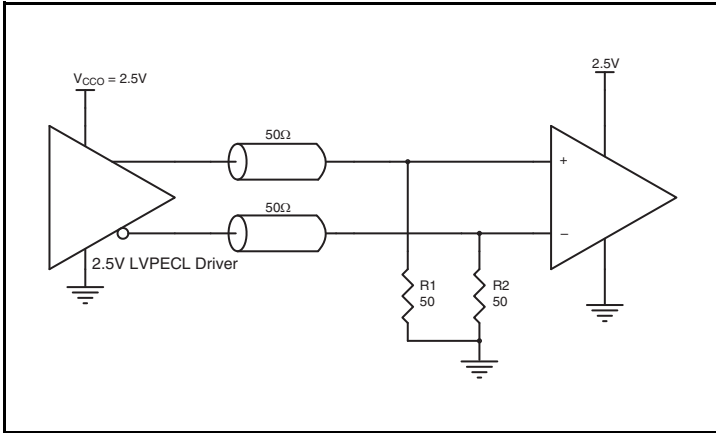 V_CCO = 2.5V
2.5V
50Ω
+
50Ω
–
2.5V LVPECL Driver
R1
50
R2
50